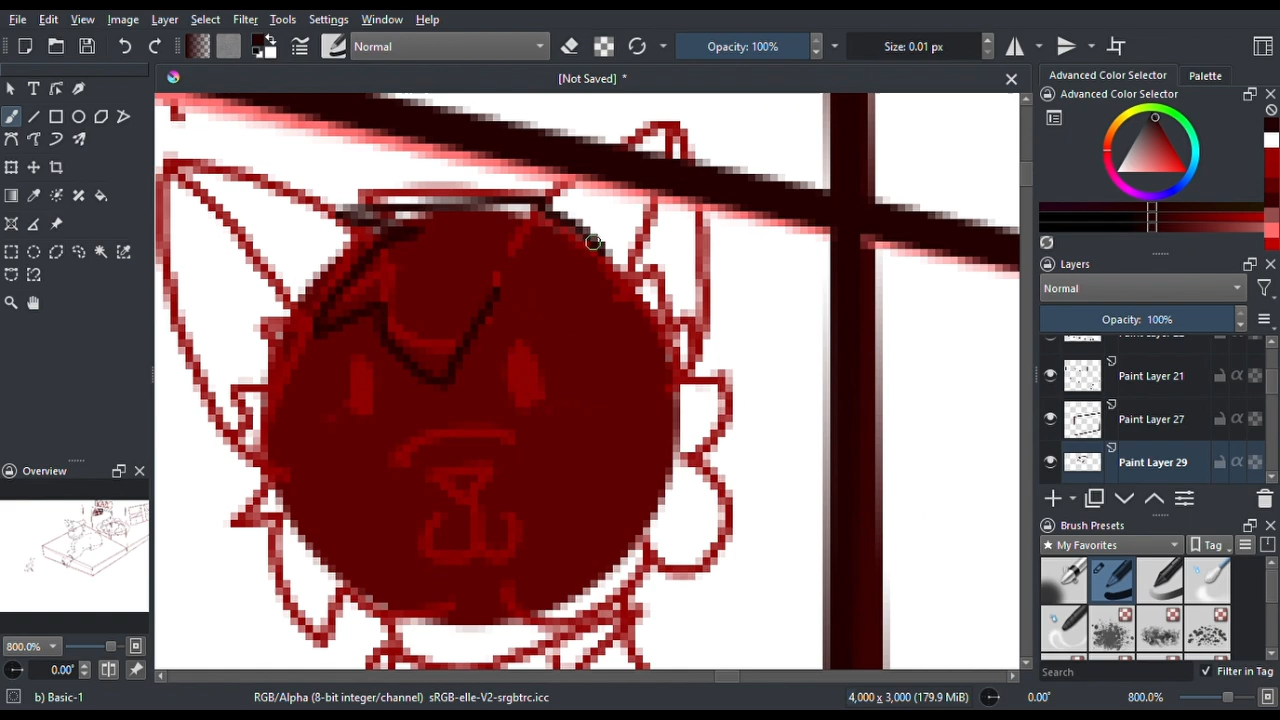 File Edit View Image Layer Select Filter Tools Settings Window Help
Normal Opacity: 100% Size: 0.01 px
[Not Saved] *
Advanced Color Selector Palette
Advanced Color Selector
Layers
Normal
Opacity: 100%
Paint Layer 21
Paint Layer 27
Paint Layer 29
Overview
Brush Presets
My Favorites Tag
800.0%
0.00°
Search Filter in Tag
b) Basic-1 RGB/Alpha (8-bit integer/channel) sRGB-elle-V2-srgbtrc.icc 4,000 x 3,000 (179.9 MiB) 0.00° 800.0%